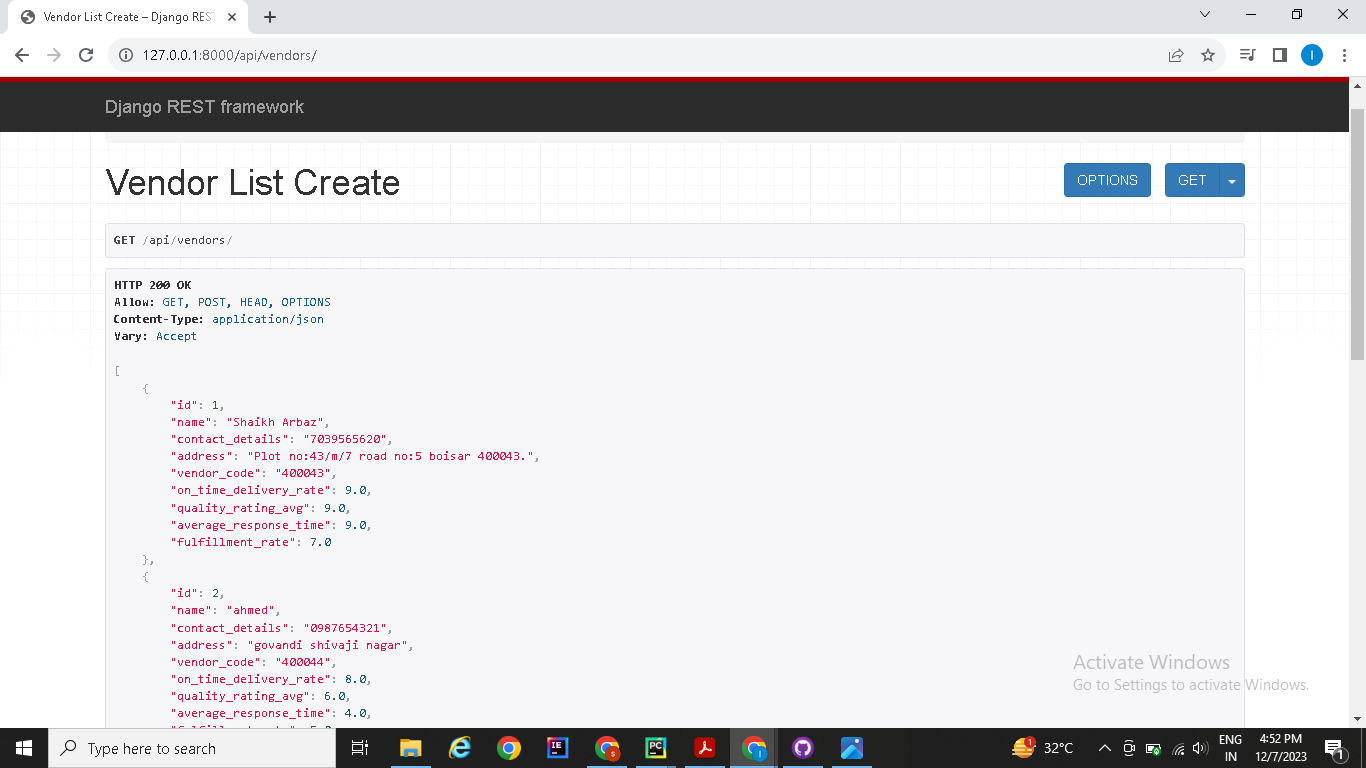 Vendor List Create – Django RES
127.0.0.1:8000/api/vendors/
I
Django REST framework
Vendor List Create
OPTIONS
GET
GET /api/vendors/
HTTP 200 OK
Allow: GET, POST, HEAD, OPTIONS
Content-Type: application/json
Vary: Accept
[
{
"id": 1,
"name": "Shaikh Arbaz",
"contact_details": "7039565620",
"address": "Plot no:43/m/7 road no:5 boisar 400043.",
"vendor_code": "400043",
"on_time_delivery_rate": 9.0,
"quality_rating_avg": 9.0,
"average_response_time": 9.0,
"fulfillment_rate": 7.0
},
{
"id": 2,
"name": "ahmed",
"contact_details": "0987654321",
"address": "govandi shivaji nagar",
"vendor_code": "400044",
"on_time_delivery_rate": 8.0,
"quality_rating_avg": 6.0,
"average_response_time": 4.0,
Activate Windows
Go to Settings to activate Windows.
Type here to search
IE
S
PC
I
1
32°C
ENG
IN
4:52 PM
12/7/2023
1